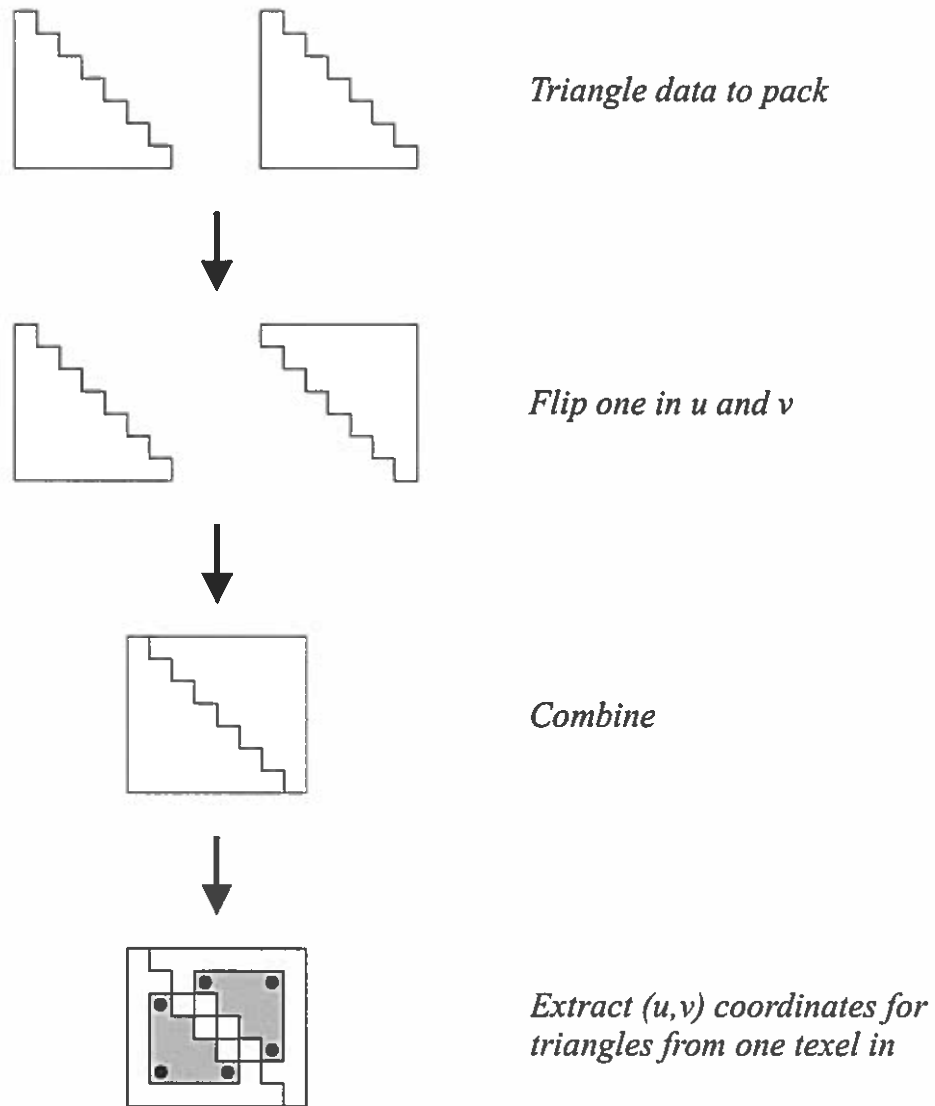 Triangle data to pack
Flip one in u and v
Combine
Extract (u,v) coordinates for
triangles from one texel in